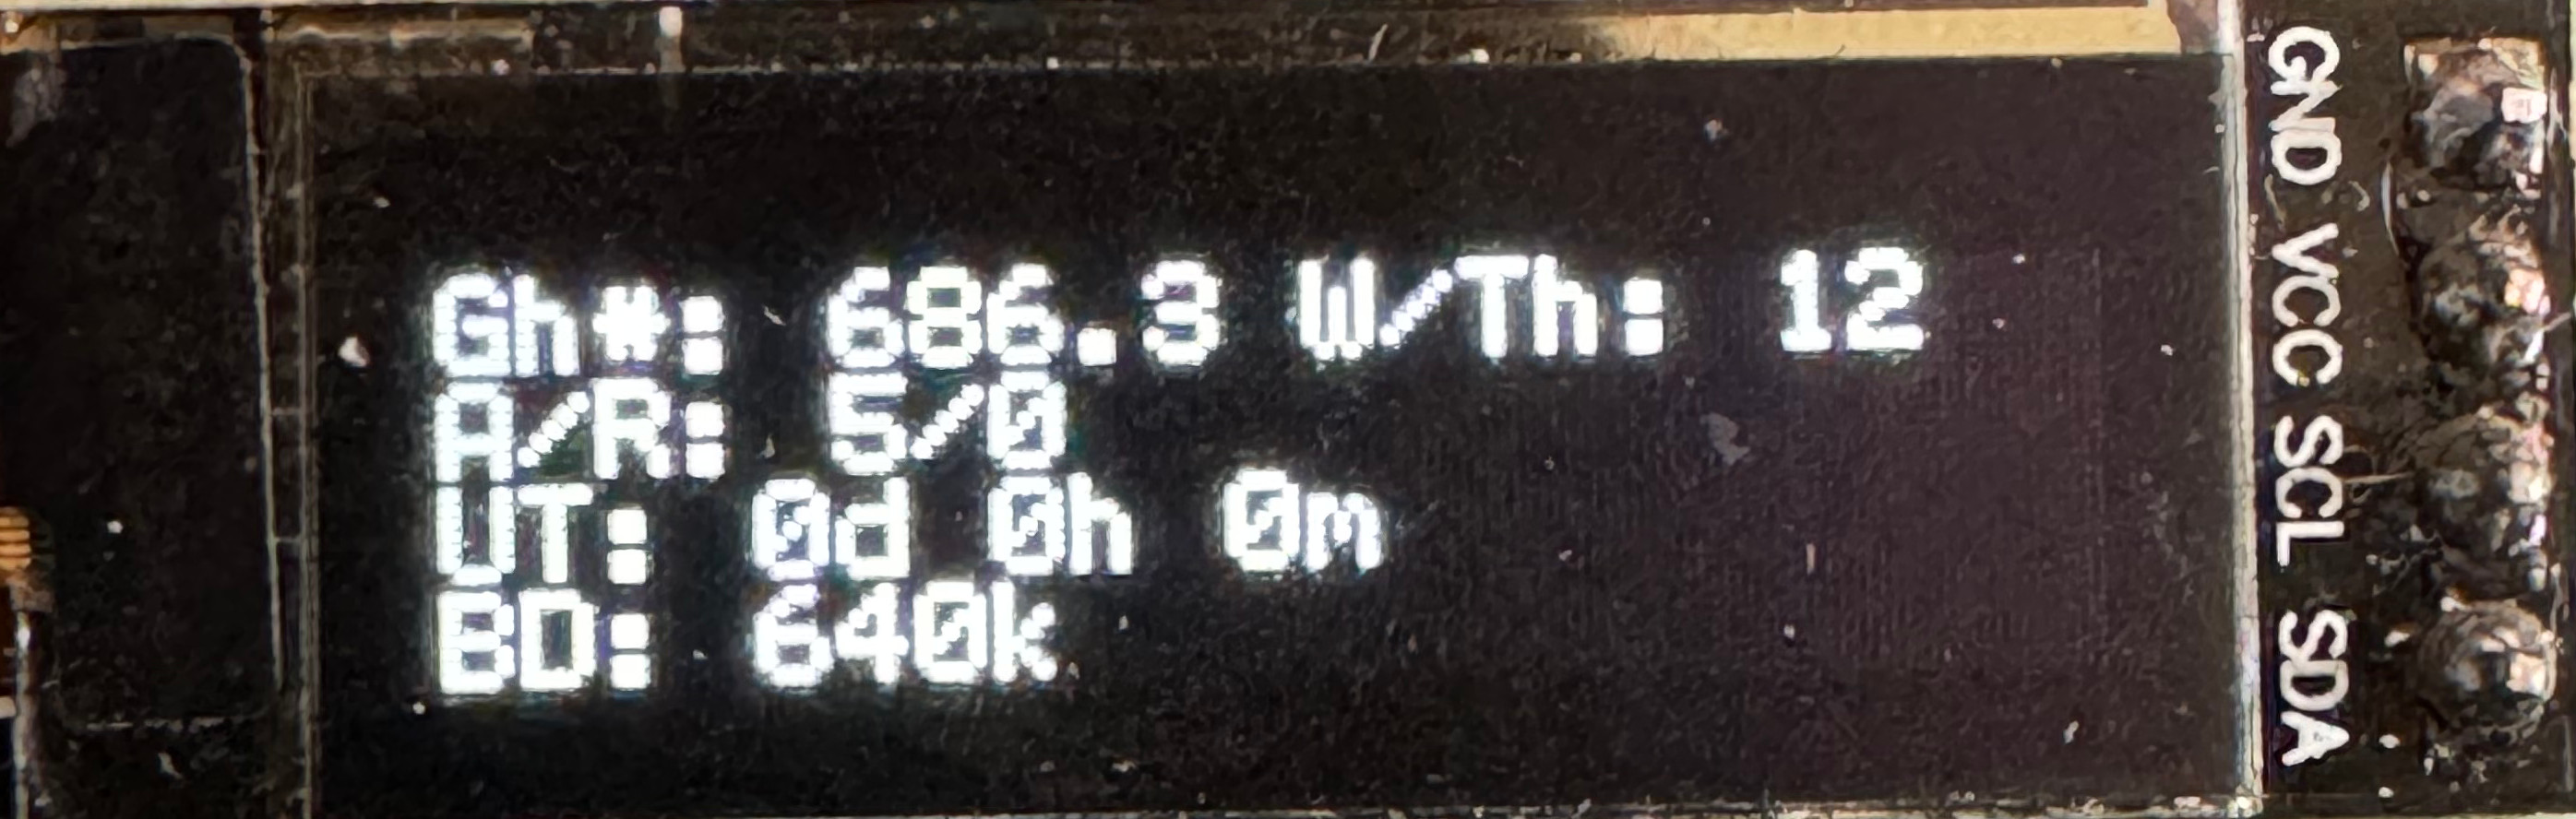 Gh*: 686.3 W/Th: 12
A/R: 5/0
UT: 0d 0h 0m
BD: 640k
GND VCC SCL SDA